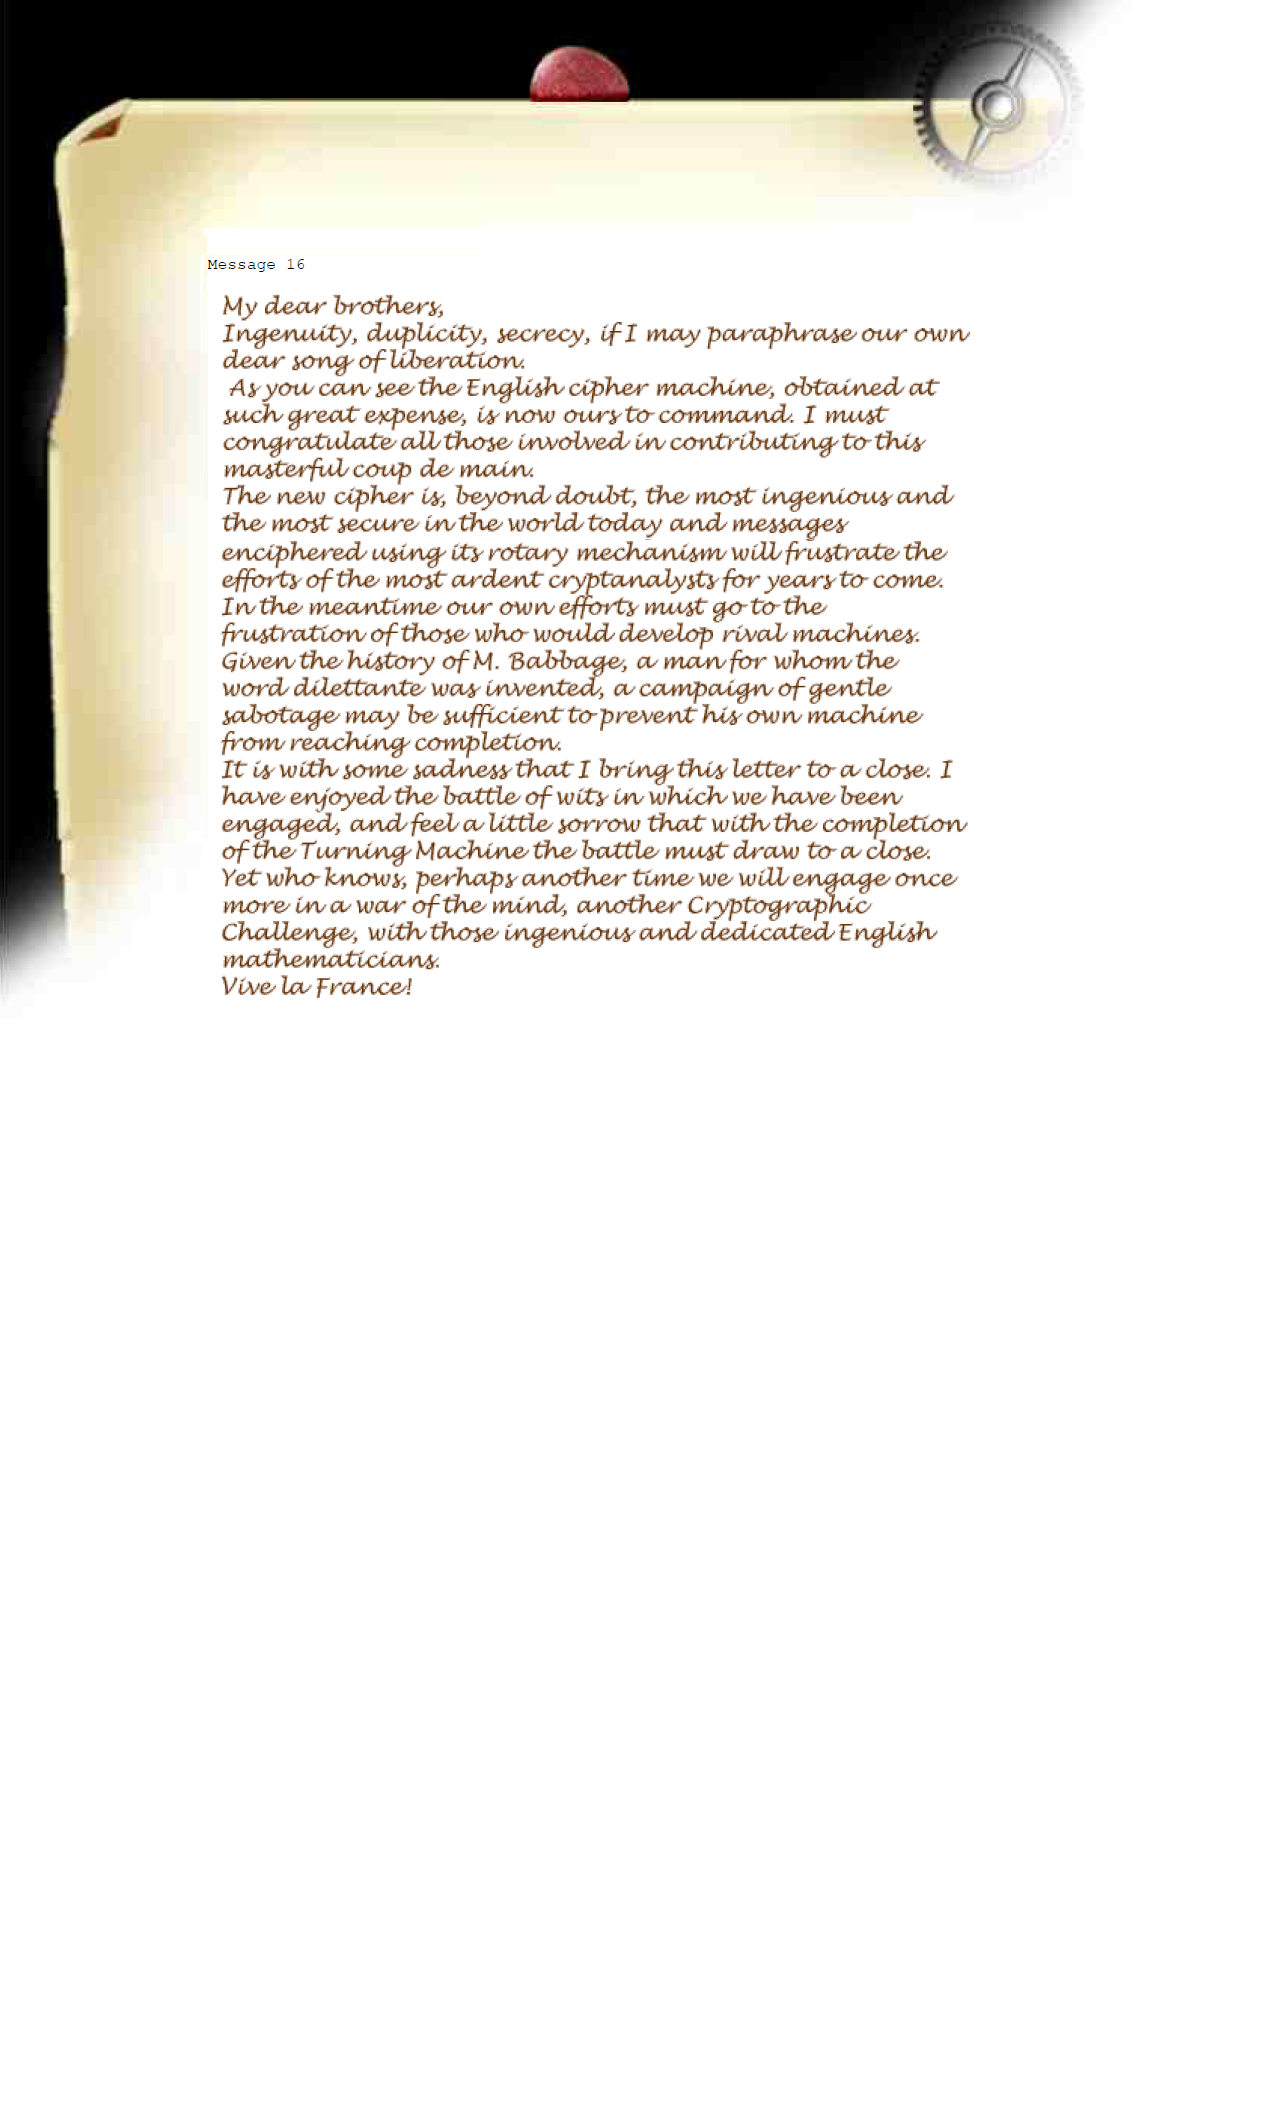 Message 16
My dear brothers,
Ingenuity, duplicity, secrecy, if I may paraphrase our own
dear song of liberation.
As you can see the English cipher machine, obtained at
such great expense, is now ours to command. I must
congratulate all those involved in contributing to this
masterful coup de main.
The new cipher is, beyond doubt, the most ingenious and
the most secure in the world today and messages
enciphered using its rotary mechanism will frustrate the
efforts of the most ardent cryptanalysts for years to come.
In the meantime our own efforts must go to the
frustration of those who would develop rival machines.
Given the history of M. Babbage, a man for whom the
word dilettante was invented, a campaign of gentle
sabotage may be sufficient to prevent his own machine
from reaching completion.
It is with some sadness that I bring this letter to a close. I
have enjoyed the battle of wits in which we have been
engaged, and feel a little sorrow that with the completion
of the Turning Machine the battle must draw to a close.
Yet who knows, perhaps another time we will engage once
more in a war of the mind, another Cryptographic
Challenge, with those ingenious and dedicated English
mathematicians.
Vive la France!